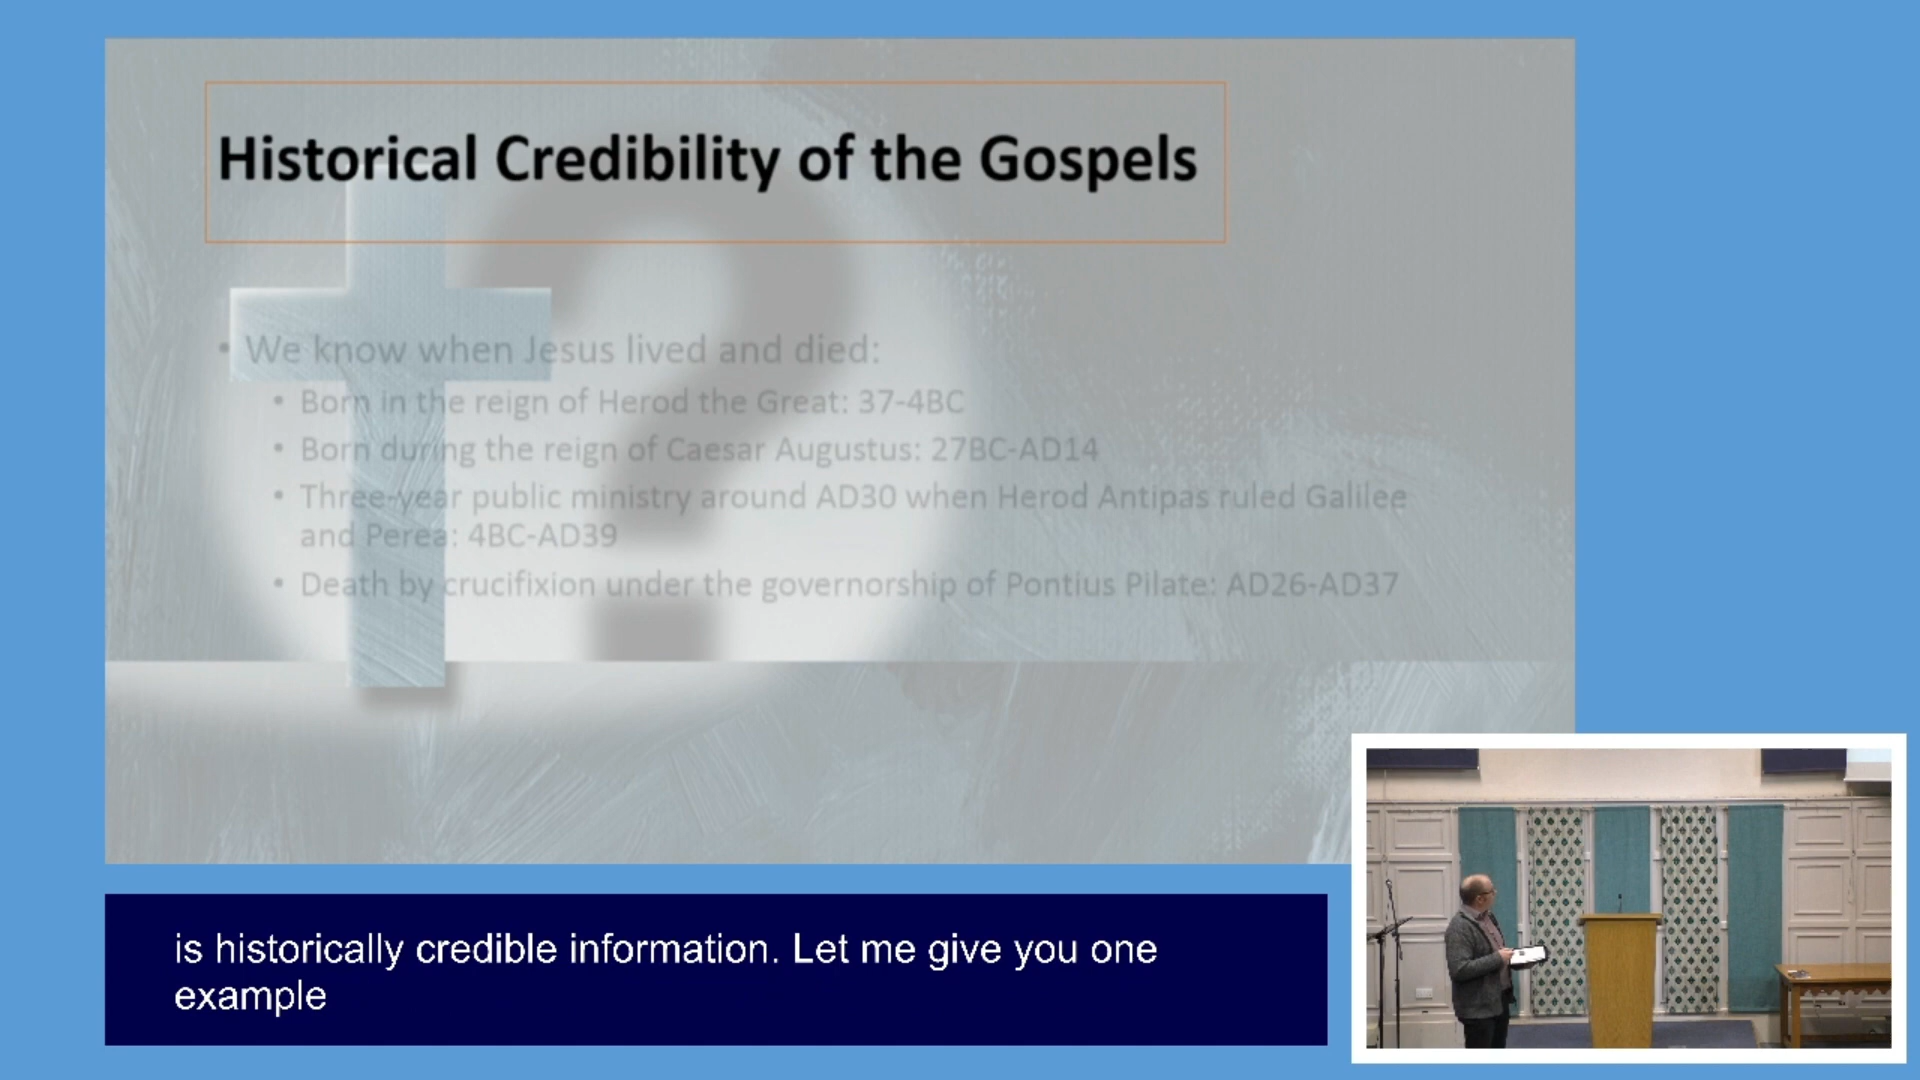 Historical Credibility of the Gospels
• We know when Jesus lived and died:
• Born in the reign of Herod the Great: 37-4BC
• Born during the reign of Caesar Augustus: 27BC-AD14
• Three-year public ministry around AD30 when Herod Antipas ruled Galilee
and Perea: 4BC-AD39
• Death by crucifixion under the governorship of Pontius Pilate: AD26-AD37
is historically credible information. Let me give you one
example